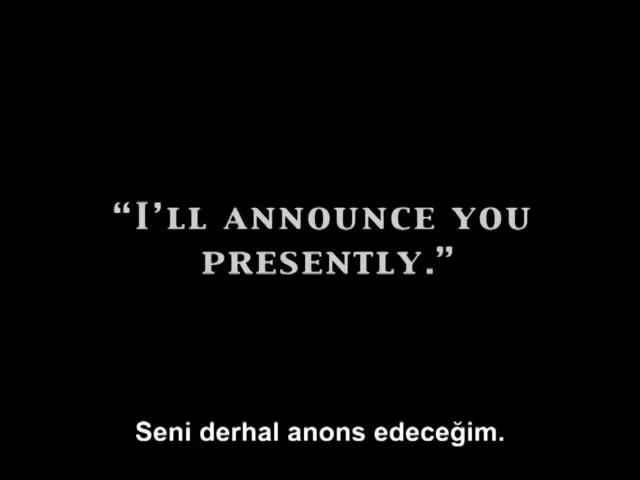 “I’LL ANNOUNCE YOU
PRESENTLY.”
Seni derhal anons edeceğim.